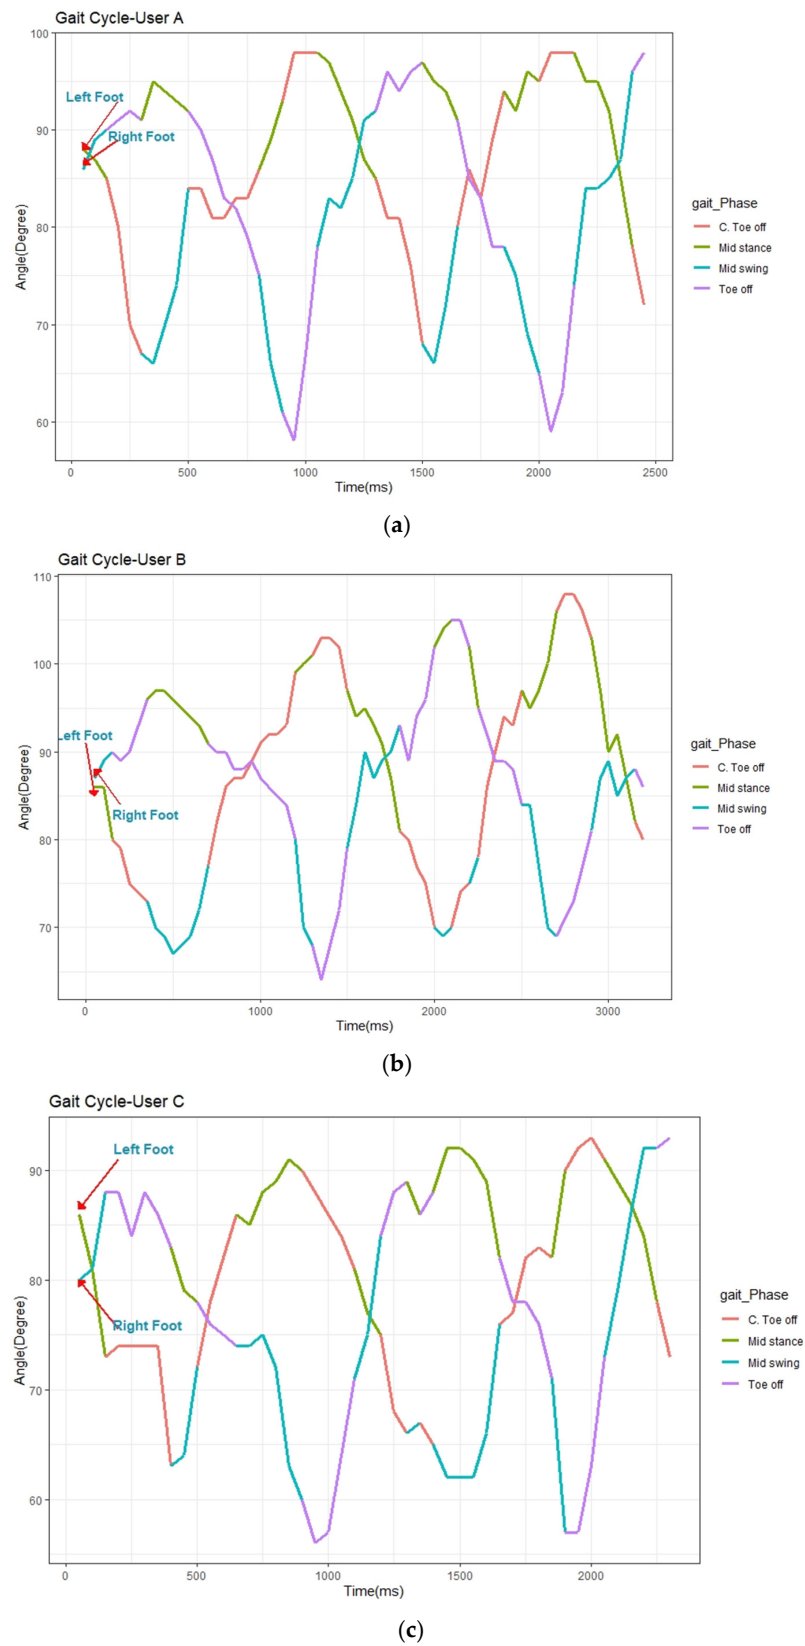 Gait Cycle-User A
100
90
80
70
60
Angle(Degree)
Left Foot
Right Foot
0
500
1000
1500
2000
2500
Time(ms)
gait_Phase
C. Toe off
Mid stance
Mid swing
Toe off
(a)
Gait Cycle-User B
110
100
90
80
70
Angle(Degree)
Left Foot
Right Foot
0
1000
2000
3000
Time(ms)
gait_Phase
C. Toe off
Mid stance
Mid swing
Toe off
(b)
Gait Cycle-User C
90
80
70
60
Angle(Degree)
Left Foot
Right Foot
0
500
1000
1500
2000
Time(ms)
gait_Phase
C. Toe off
Mid stance
Mid swing
Toe off
(c)